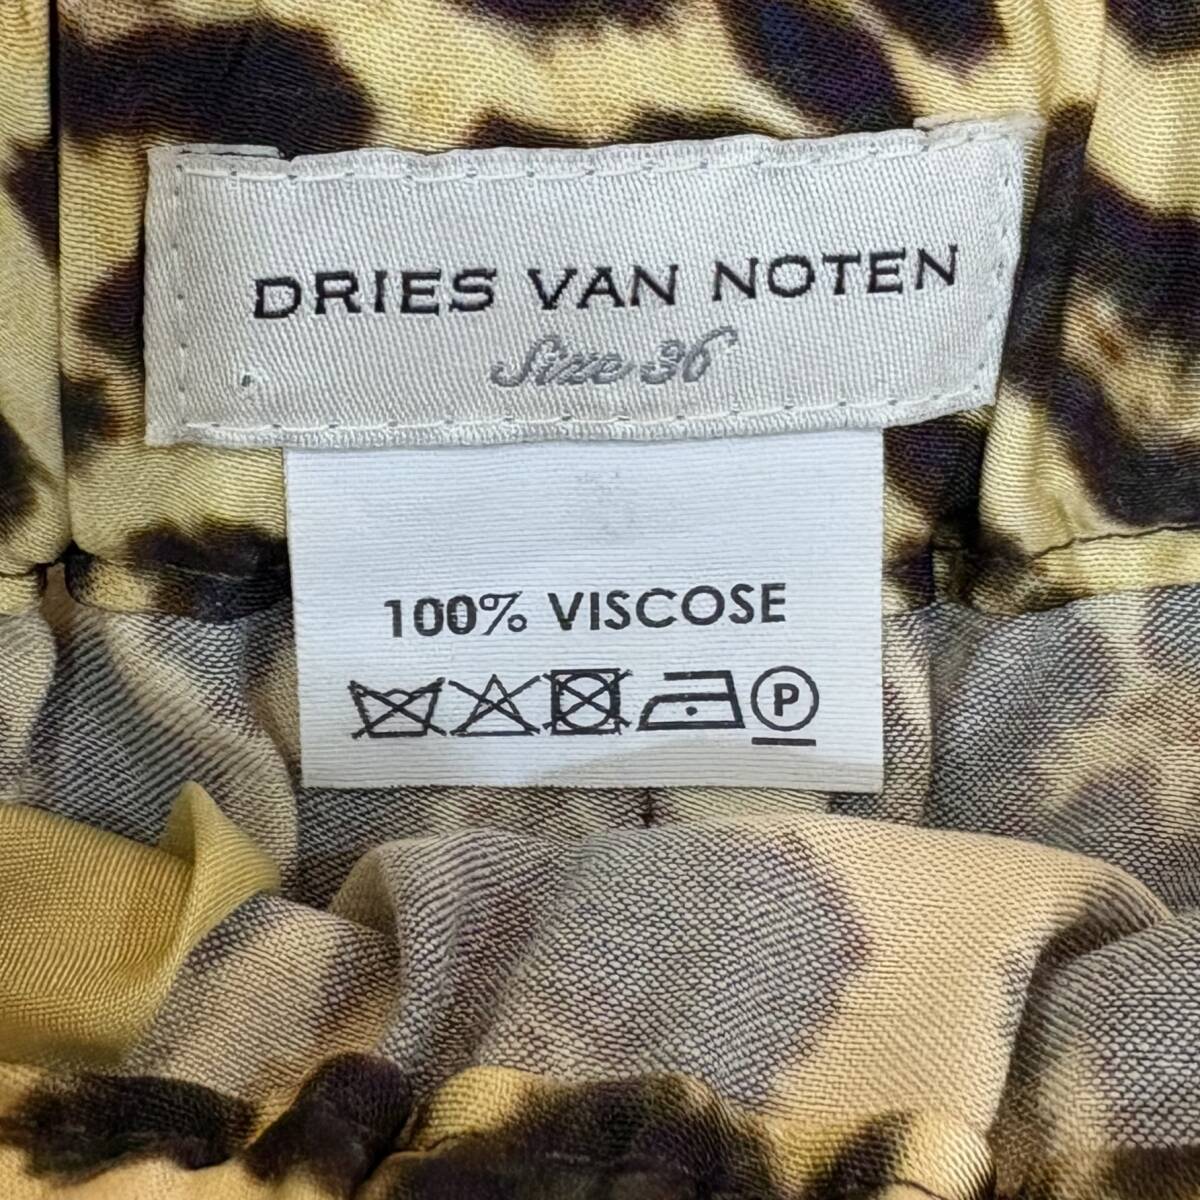 DRIES VAN NOTEN
Size 36
100% VISCOSE
P